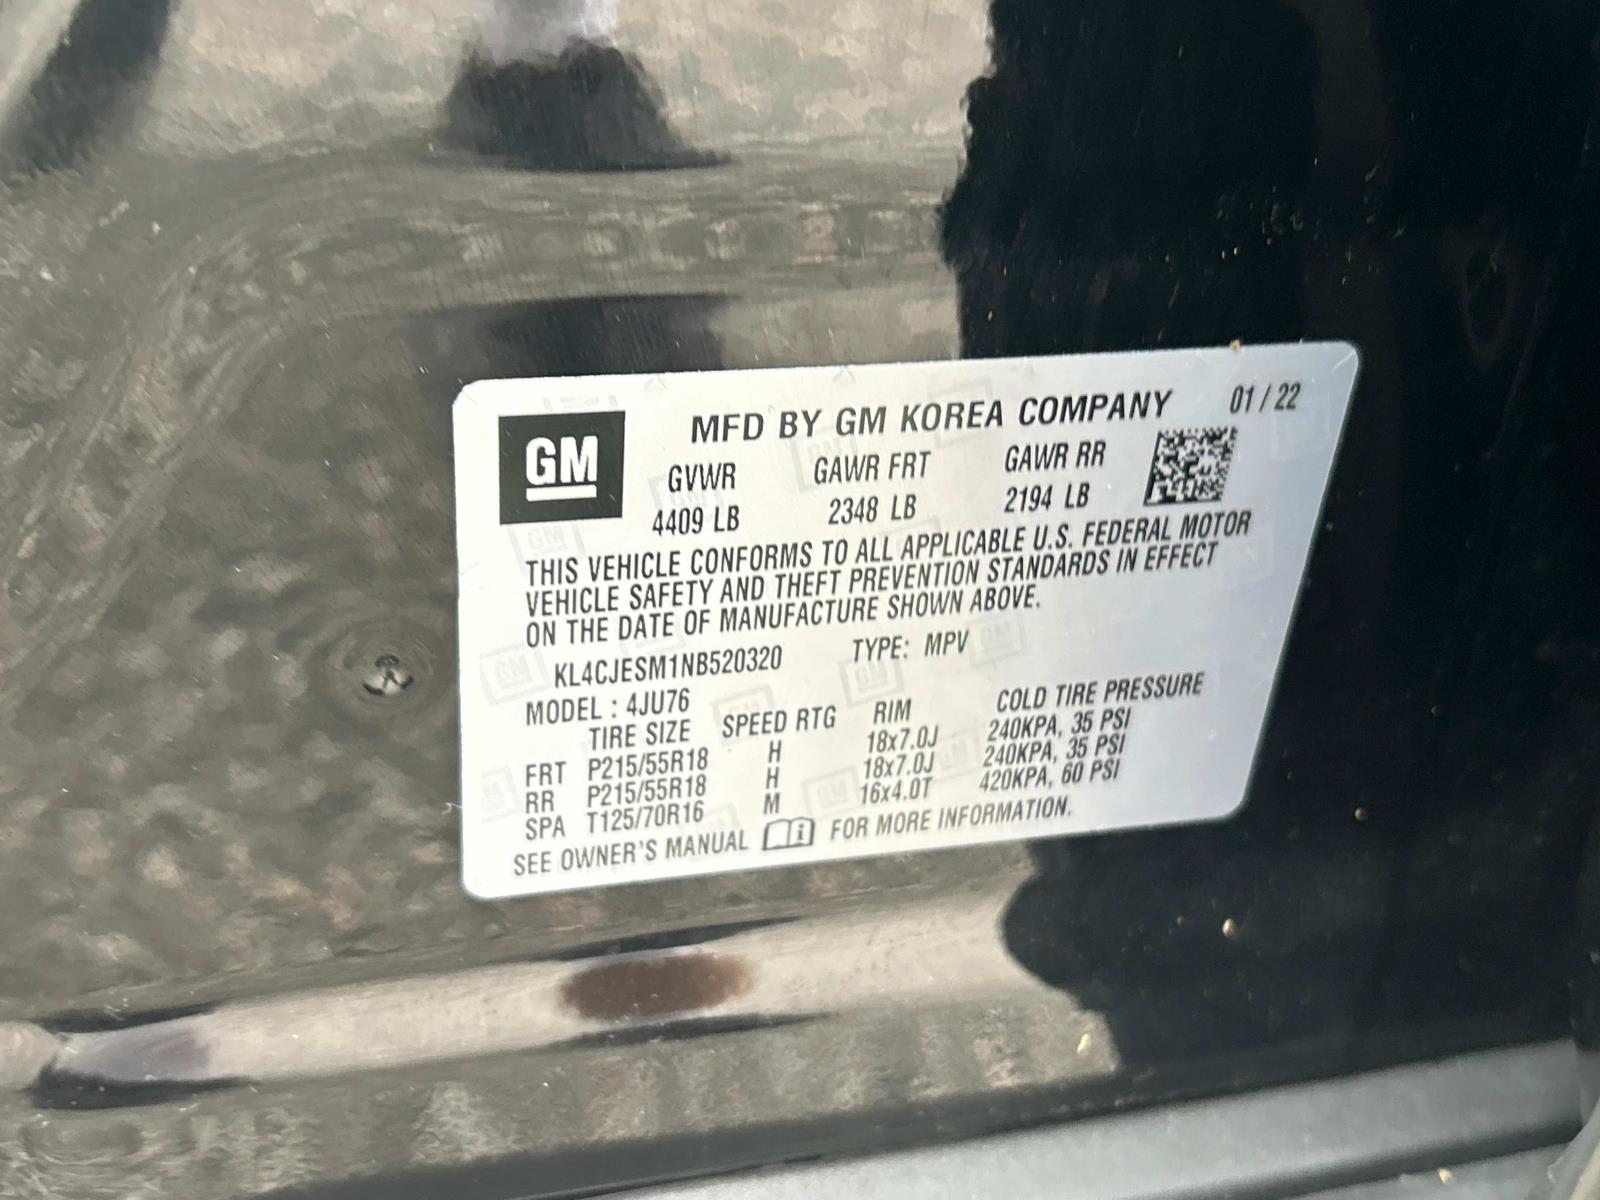 GM
MFD BY GM KOREA COMPANY 01 / 22
GVWR GAWR FRT GAWR RR
4409 LB 2348 LB 2194 LB
THIS VEHICLE CONFORMS TO ALL APPLICABLE U.S. FEDERAL MOTOR
VEHICLE SAFETY AND THEFT PREVENTION STANDARDS IN EFFECT
ON THE DATE OF MANUFACTURE SHOWN ABOVE.
KL4CJESM1NB520320 TYPE: MPV
MODEL : 4JU76
TIRE SIZE SPEED RTG RIM COLD TIRE PRESSURE
FRT P215/55R18 H 18x7.0J 240KPA, 35 PSI
RR P215/55R18 H 18x7.0J 240KPA, 35 PSI
SPA T125/70R16 M 16x4.0T 420KPA, 60 PSI
SEE OWNER'S MANUAL FOR MORE INFORMATION.